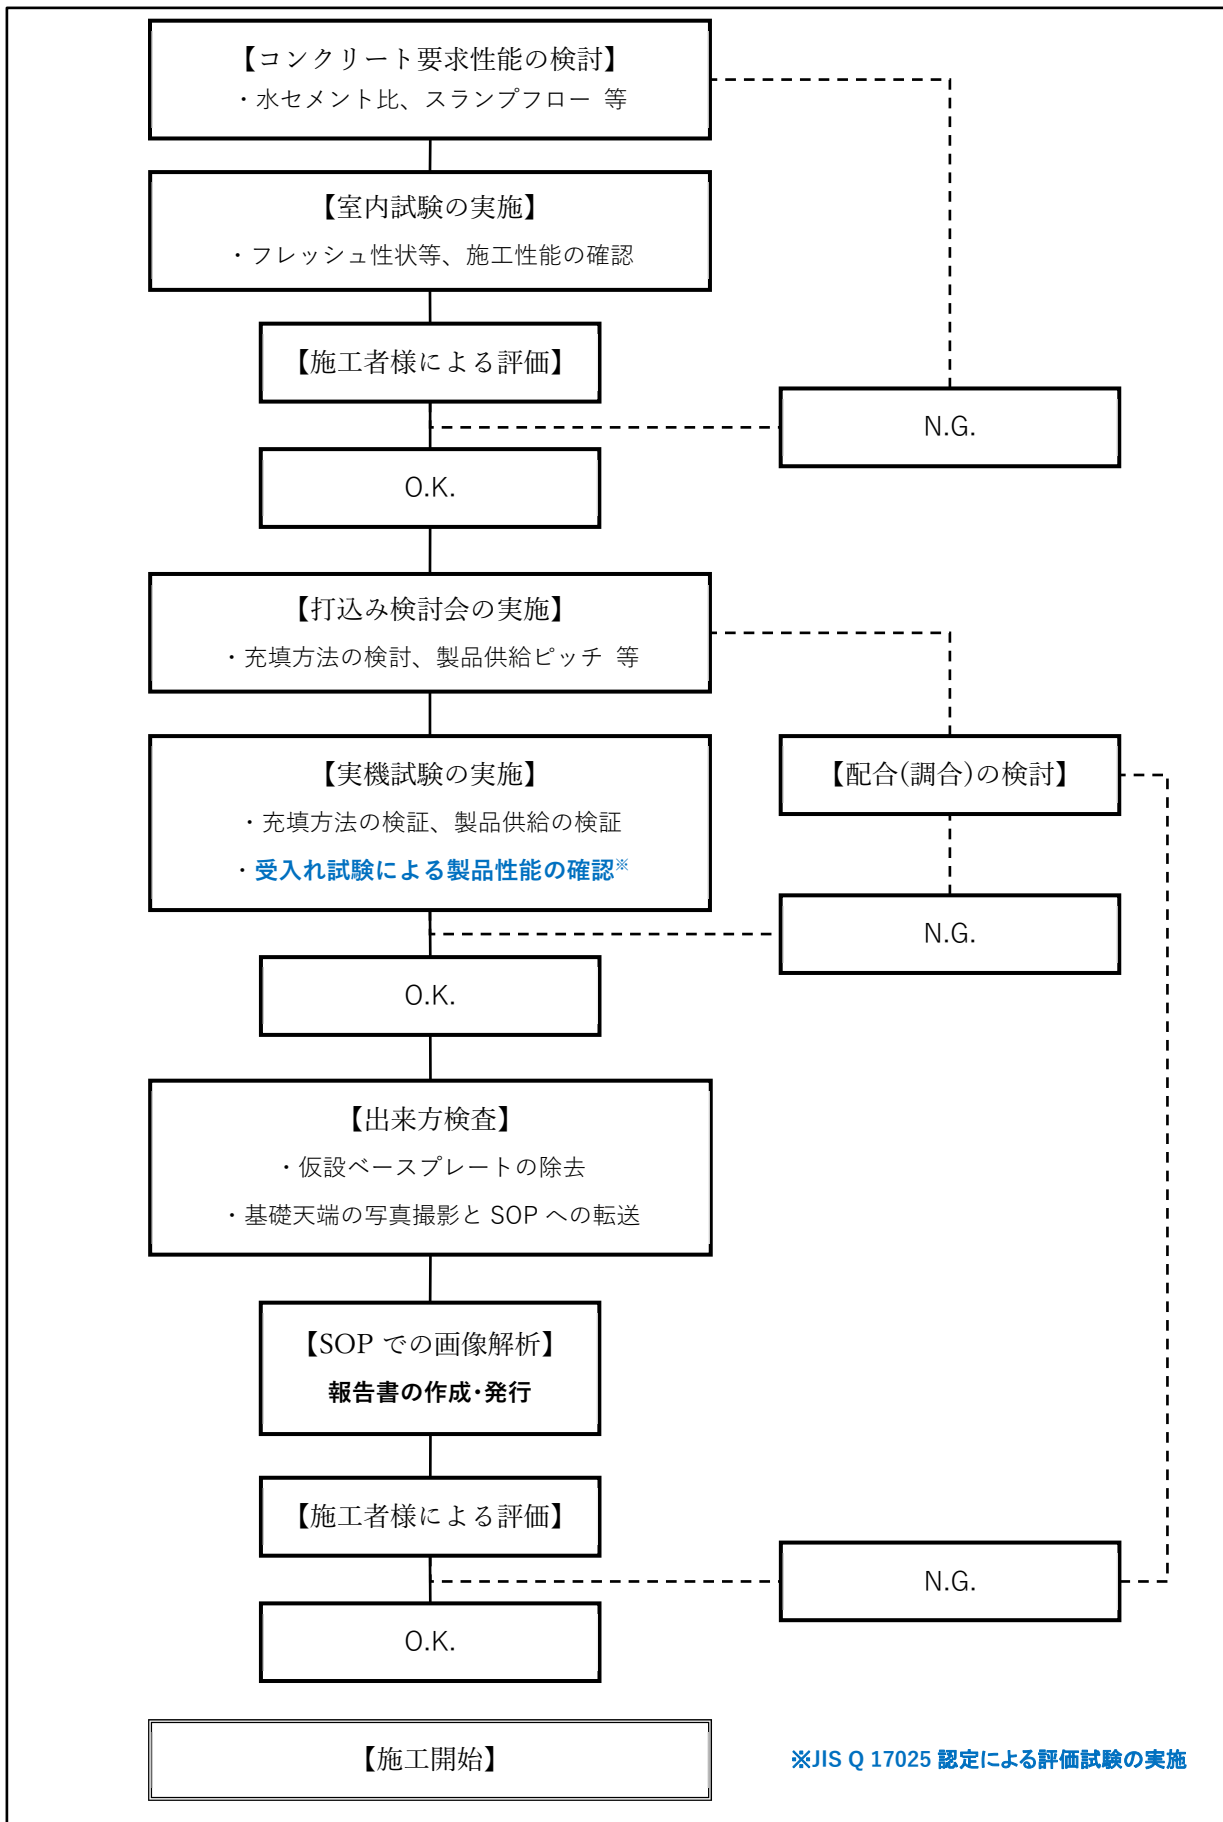 【コンクリート要求性能の検討】
・水セメント比、スランプフロー 等
【室内試験の実施】
・フレッシュ性状等、施工性能の確認
【施工者様による評価】
N.G.
O.K.
【打込み検討会の実施】
・充填方法の検討、製品供給ピッチ 等
【実機試験の実施】
・充填方法の検証、製品供給の検証
・受入れ試験による製品性能の確認※
【配合(調合)の検討】
N.G.
O.K.
【出来方検査】
・仮設ベースプレートの除去
・基礎天端の写真撮影と SOP への転送
【SOP での画像解析】
報告書の作成・発行
【施工者様による評価】
N.G.
O.K.
【施工開始】
※JIS Q 17025 認定による評価試験の実施